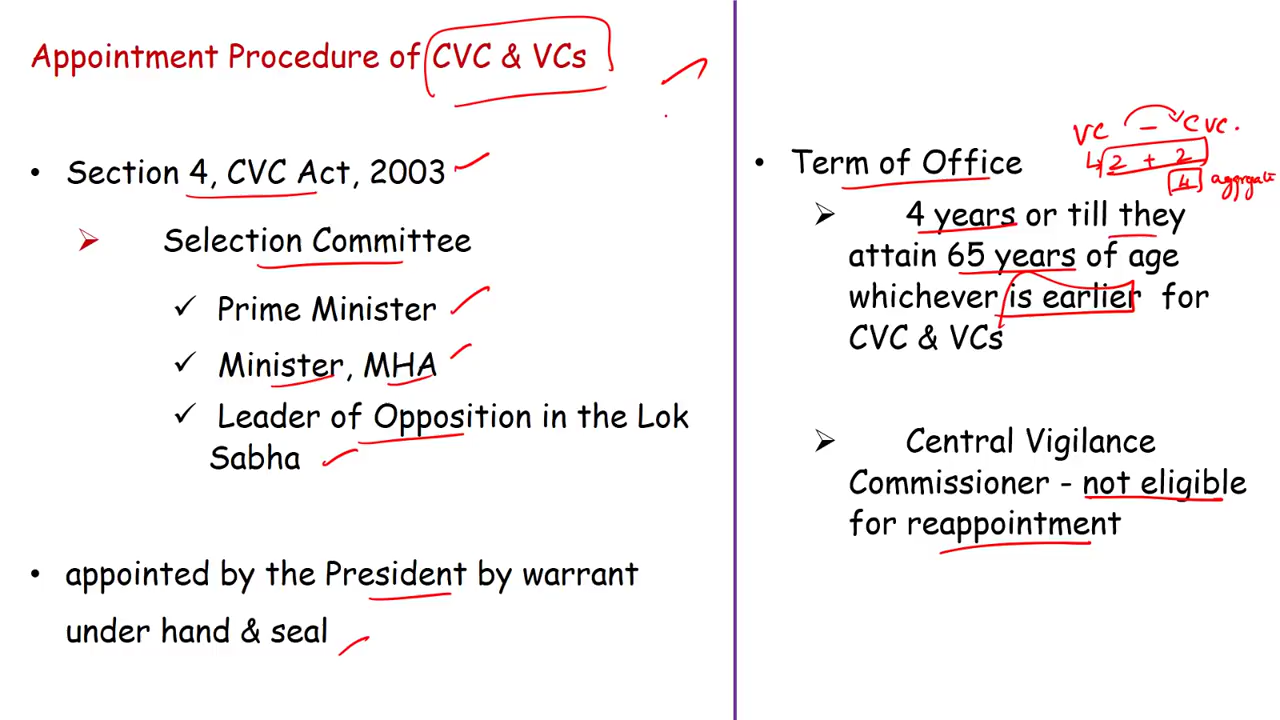 Appointment Procedure of CVC & VCs
• Section 4, CVC Act, 2003
Selection Committee
✓ Prime Minister
✓ Minister, MHA
✓ Leader of Opposition in the Lok
Sabha
• appointed by the President by warrant
under hand & seal
VC - CVC.
4 2 + 2
4 aggregate
• Term of Office
➢ 4 years or till they
attain 65 years of age
whichever is earlier for
CVC & VCs
➢ Central Vigilance
Commissioner - not eligible
for reappointment